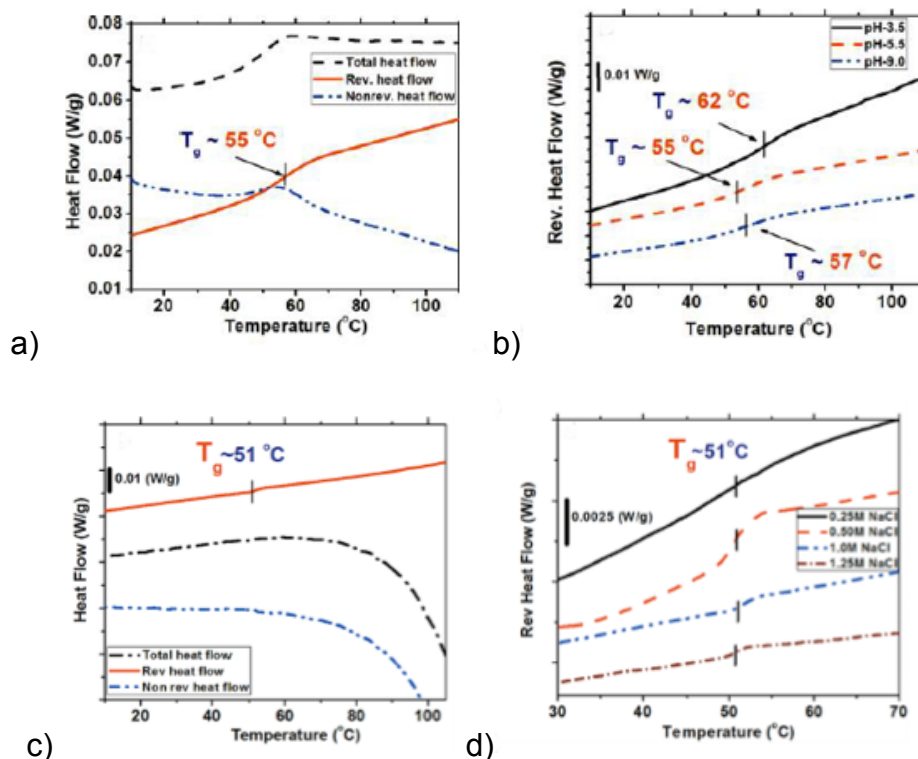 0.08
0.07
0.06
0.05
0.04
0.03
0.02
0.01
Heat Flow (W/g)
Total heat flow
Rev. heat flow
Nonrev. heat flow
Tg ~ 55 °C
20 40 60 80 100
Temperature (°C)
a)
Rev. Heat Flow (W/g)
0.01 W/g
pH-3.5
pH-5.5
pH-9.0
Tg ~ 62 °C
Tg ~ 55 °C
Tg ~ 57 °C
20 40 60 80 100
Temperature (°C)
b)
Heat Flow (W/g)
Tg ~51 °C
0.01 (W/g)
Total heat flow
Rev heat flow
Non rev heat flow
20 40 60 80 100
Temperature (°C)
c)
Rev Heat Flow (W/g)
Tg ~51°C
0.0025 (W/g)
0.25M NaCl
0.50M NaCl
1.0M NaCl
1.25M NaCl
30 40 50 60 70
Temperature (°C)
d)